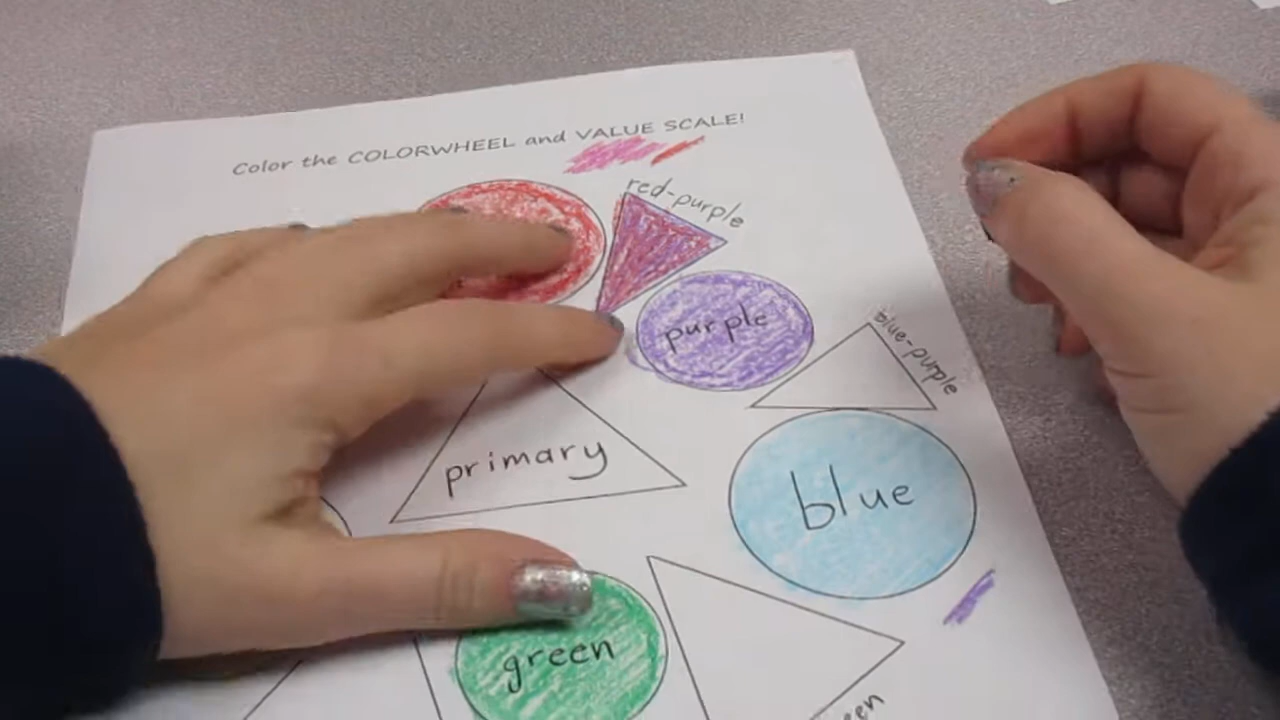 Color the COLORWHEEL and VALUE SCALE!
red-purple
purple
blue-purple
primary
blue
green